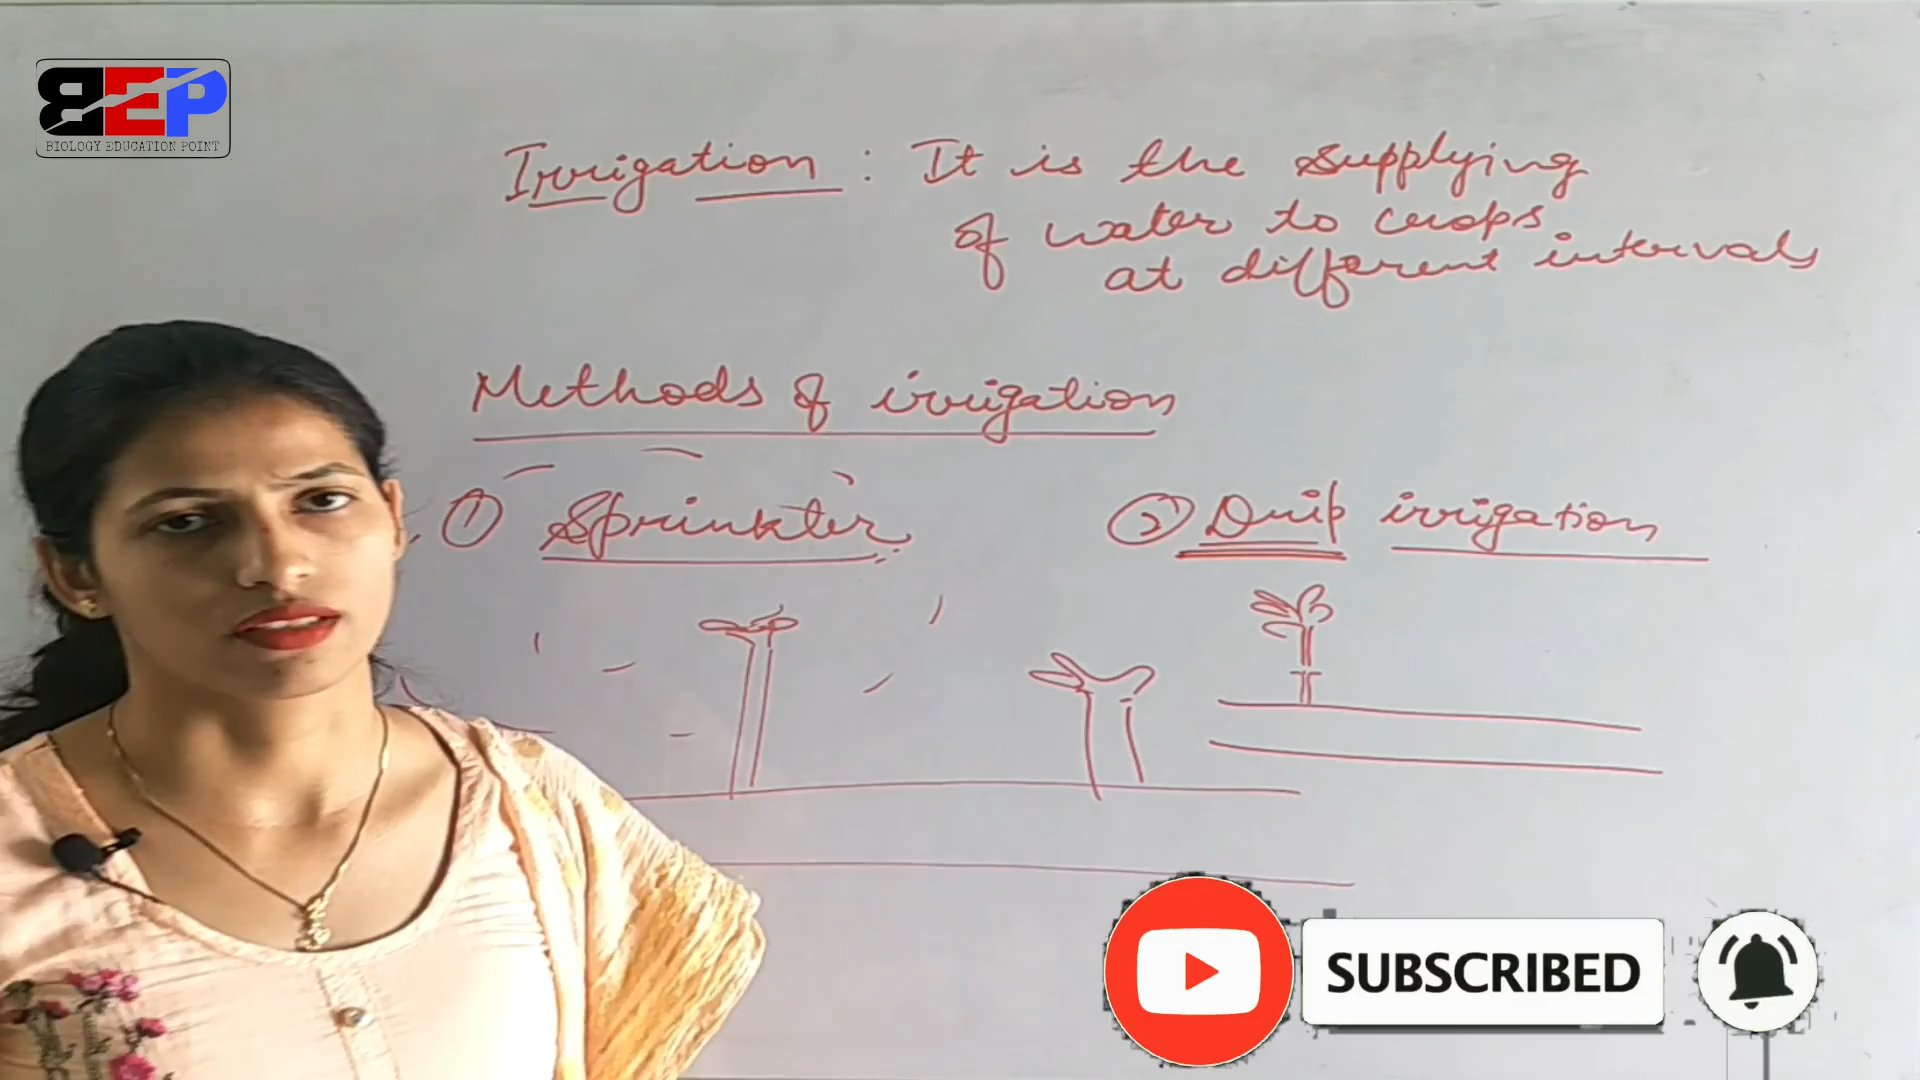 BEP
BIOLOGY EDUCATION POINT
Irrigation : It is the supplying
of water to crops
at different intervals
Methods of irrigation
① Sprinkter
② Drip irrigation
SUBSCRIBED